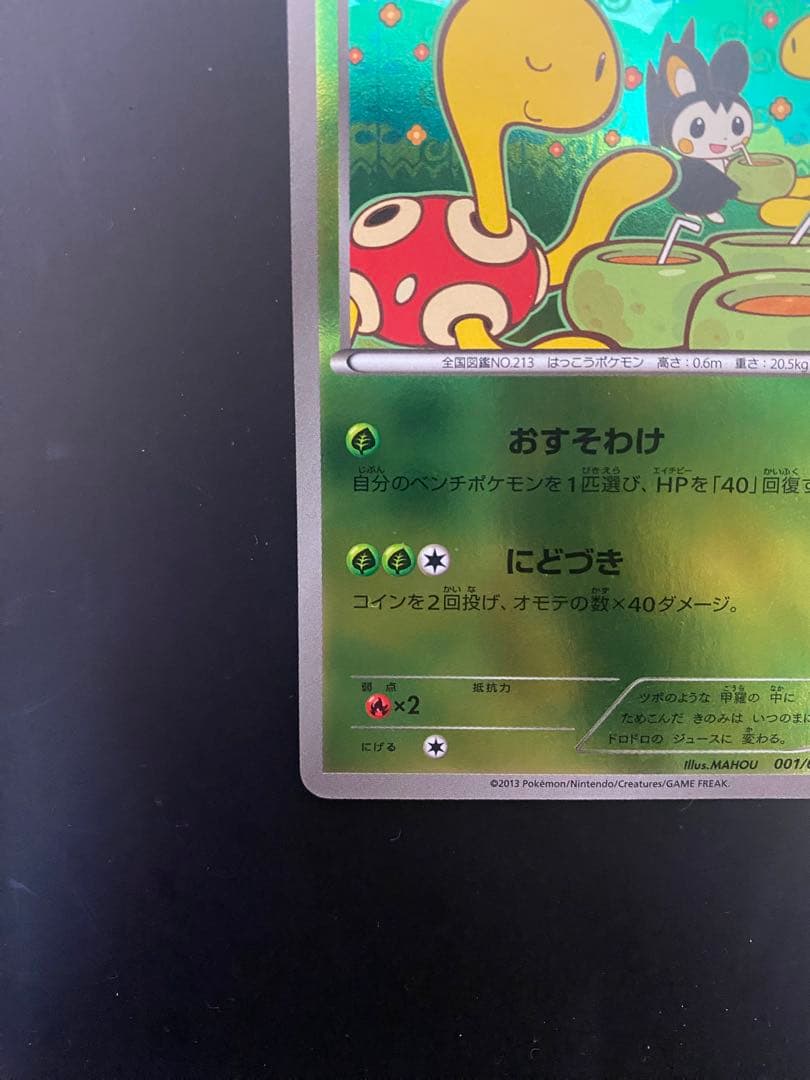 全国図鑑NO.213 はっこうポケモン 高さ:0.6m 重さ:20.5kg
おすそわけ
自分のベンチポケモンを1匹選び、HPを「40」回復す
にどづき
コインを2回投げ、オモテの数×40ダメージ。
弱点 抵抗力
×2
にげる
ツボのような 甲羅の 中に
ためこんだ きのみは いつのまに
ドロドロの ジュースに 変わる。
Illus.MAHOU 001/
©2013 Pokémon/Nintendo/Creatures/GAME FREAK.